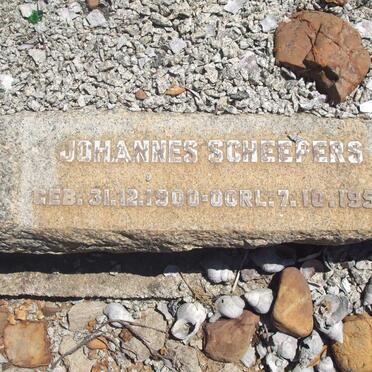 JOHANNES SCHEEPERS
GEB. 31.12.1900-OORL. 7.10.195